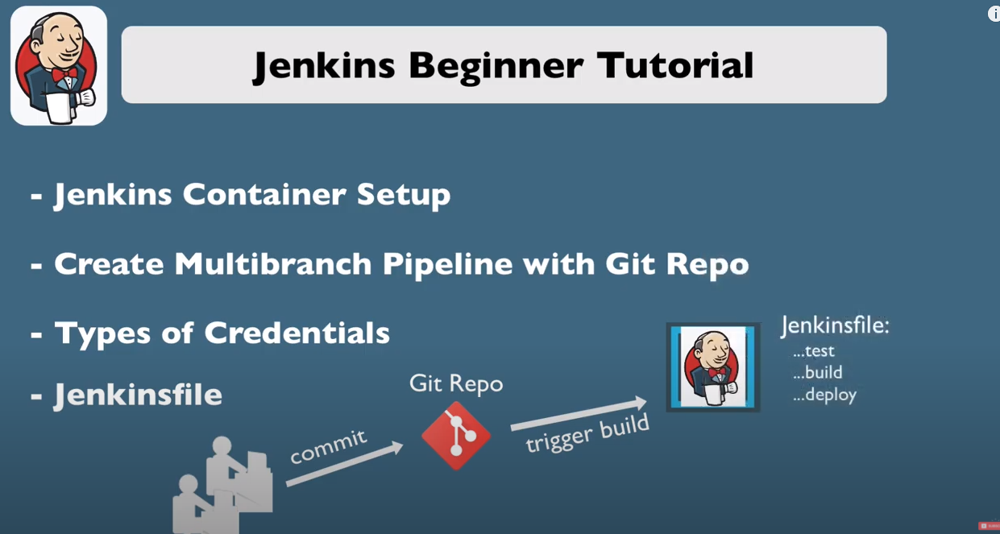 Jenkins Beginner Tutorial
- Jenkins Container Setup
- Create Multibranch Pipeline with Git Repo
- Types of Credentials
- Jenkinsfile
Git Repo
commit
trigger build
Jenkinsfile:
...test
...build
...deploy